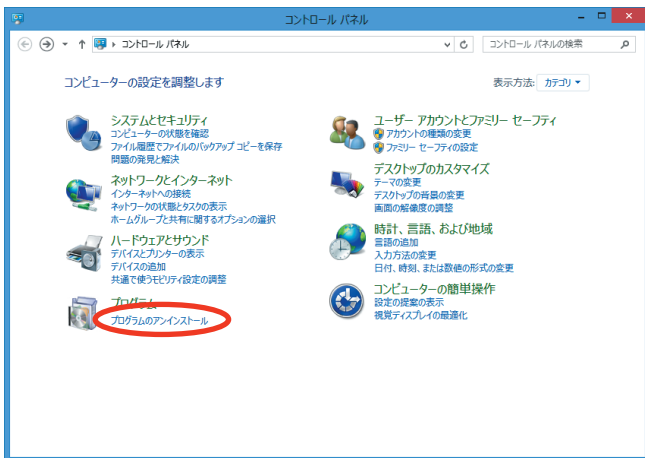 コントロール パネル
コントロール パネル
コントロール パネルの検索
コンピューターの設定を調整します
表示方法: カテゴリ
システムとセキュリティ
コンピューターの状態を確認
ファイル履歴でファイルのバックアップ コピーを保存
問題の発見と解決
ネットワークとインターネット
インターネットへの接続
ネットワークの状態とタスクの表示
ホームグループと共有に関するオプションの選択
ハードウェアとサウンド
デバイスとプリンターの表示
デバイスの追加
共通で使うモビリティ設定の調整
プログラム
プログラムのアンインストール
ユーザー アカウントとファミリー セーフティ
アカウントの種類の変更
ファミリー セーフティの設定
デスクトップのカスタマイズ
テーマの変更
デスクトップの背景の変更
画面の解像度の調整
時計、言語、および地域
言語の追加
入力方法の変更
日付、時刻、または数値の形式の変更
コンピューターの簡単操作
設定の提案の表示
視覚ディスプレイの最適化